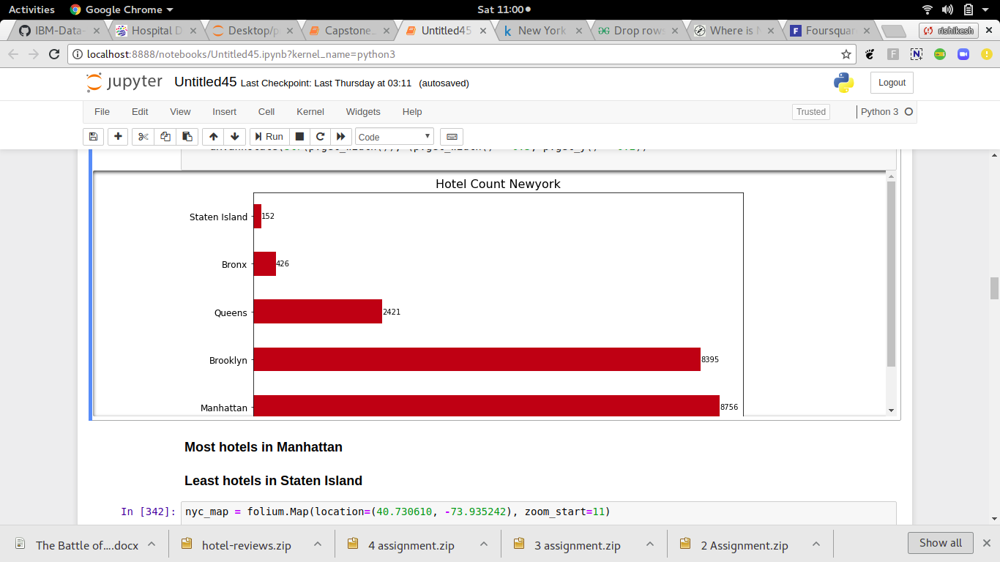 Activities Google Chrome Sat 11:00
IBM-Data- Hospital D Desktop/p Capstone Untitled45 New York Drop rows Where is M Foursquar rishikesh
localhost:8888/notebooks/Untitled45.ipynb?kernel_name=python3
jupyter Untitled45 Last Checkpoint: Last Thursday at 03:11 (autosaved) Logout
File Edit View Insert Cell Kernel Widgets Help Trusted Python 3
Run Code
Hotel Count Newyork
Staten Island 152
Bronx 426
Queens 2421
Brooklyn 8395
Manhattan 8756
Most hotels in Manhattan
Least hotels in Staten Island
In [342]: nyc_map = folium.Map(location=(40.730610, -73.935242), zoom_start=11)
The Battle of....docx hotel-reviews.zip 4 assignment.zip 3 assignment.zip 2 Assignment.zip Show all